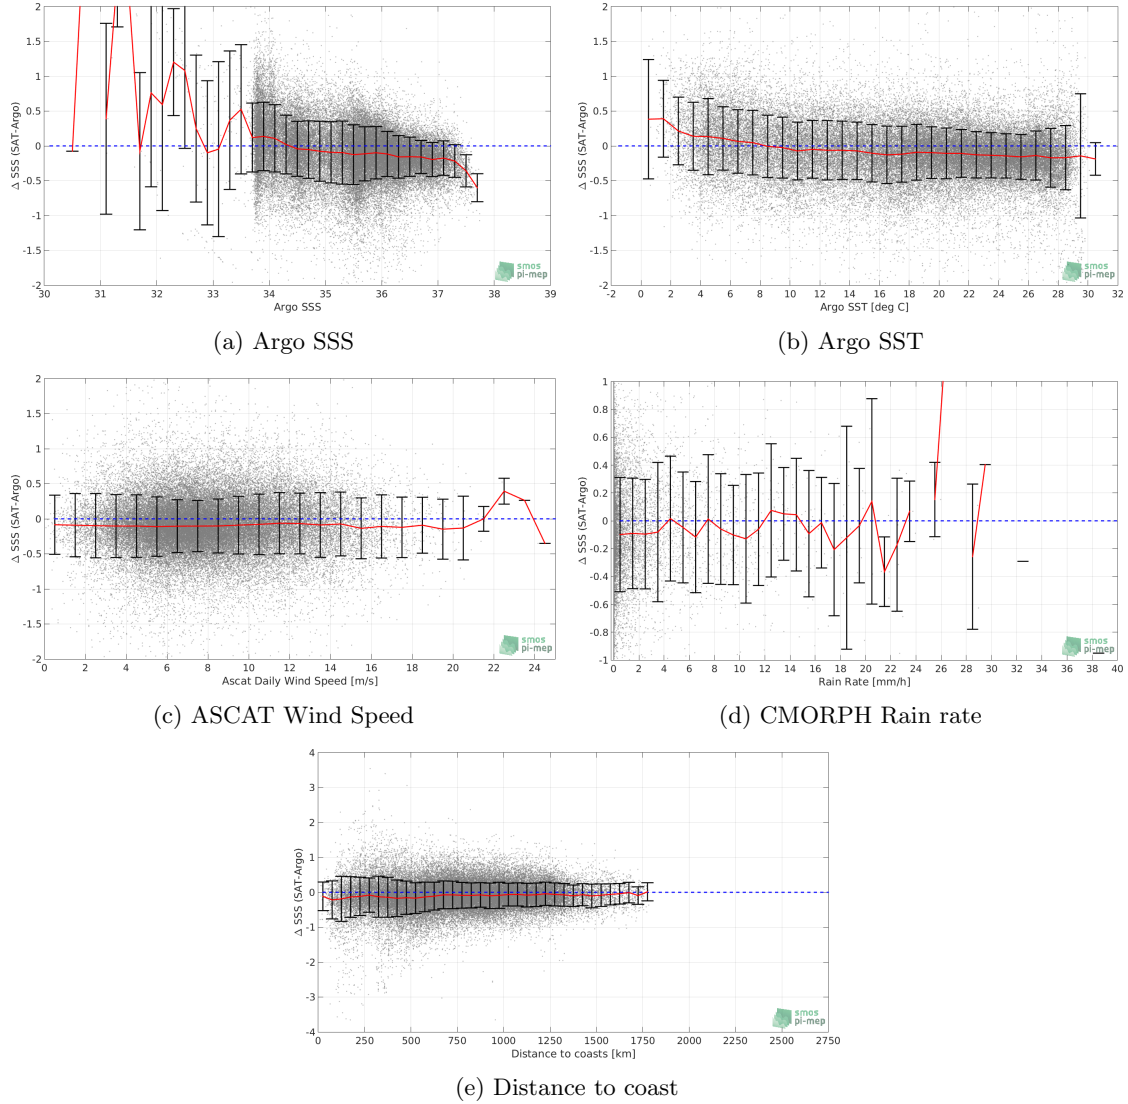 2
1.5
1
0.5
0
-0.5
-1
-1.5
-2
Δ SSS (SAT-Argo)
30 31 32 33 34 35 36 37 38 39
Argo SSS
smos
pi-mep
(a) Argo SSS
2
1.5
1
0.5
0
-0.5
-1
-1.5
-2
Δ SSS (SAT-Argo)
-2 0 2 4 6 8 10 12 14 16 18 20 22 24 26 28 30 32
Argo SST [deg C]
smos
pi-mep
(b) Argo SST
2
1.5
1
0.5
0
-0.5
-1
-1.5
-2
Δ SSS (SAT-Argo)
0 2 4 6 8 10 12 14 16 18 20 22 24
Ascat Daily Wind Speed [m/s]
smos
pi-mep
(c) ASCAT Wind Speed
1
0.8
0.6
0.4
0.2
0
-0.2
-0.4
-0.6
-0.8
-1
Δ SSS (SAT-Argo)
0 2 4 6 8 10 12 14 16 18 20 22 24 26 28 30 32 34 36 38 40
Rain Rate [mm/h]
smos
pi-mep
(d) CMORPH Rain rate
4
3
2
1
0
-1
-2
-3
-4
Δ SSS (SAT-Argo)
0 250 500 750 1000 1250 1500 1750 2000 2250 2500 2750
Distance to coasts [km]
smos
pi-mep
(e) Distance to coast